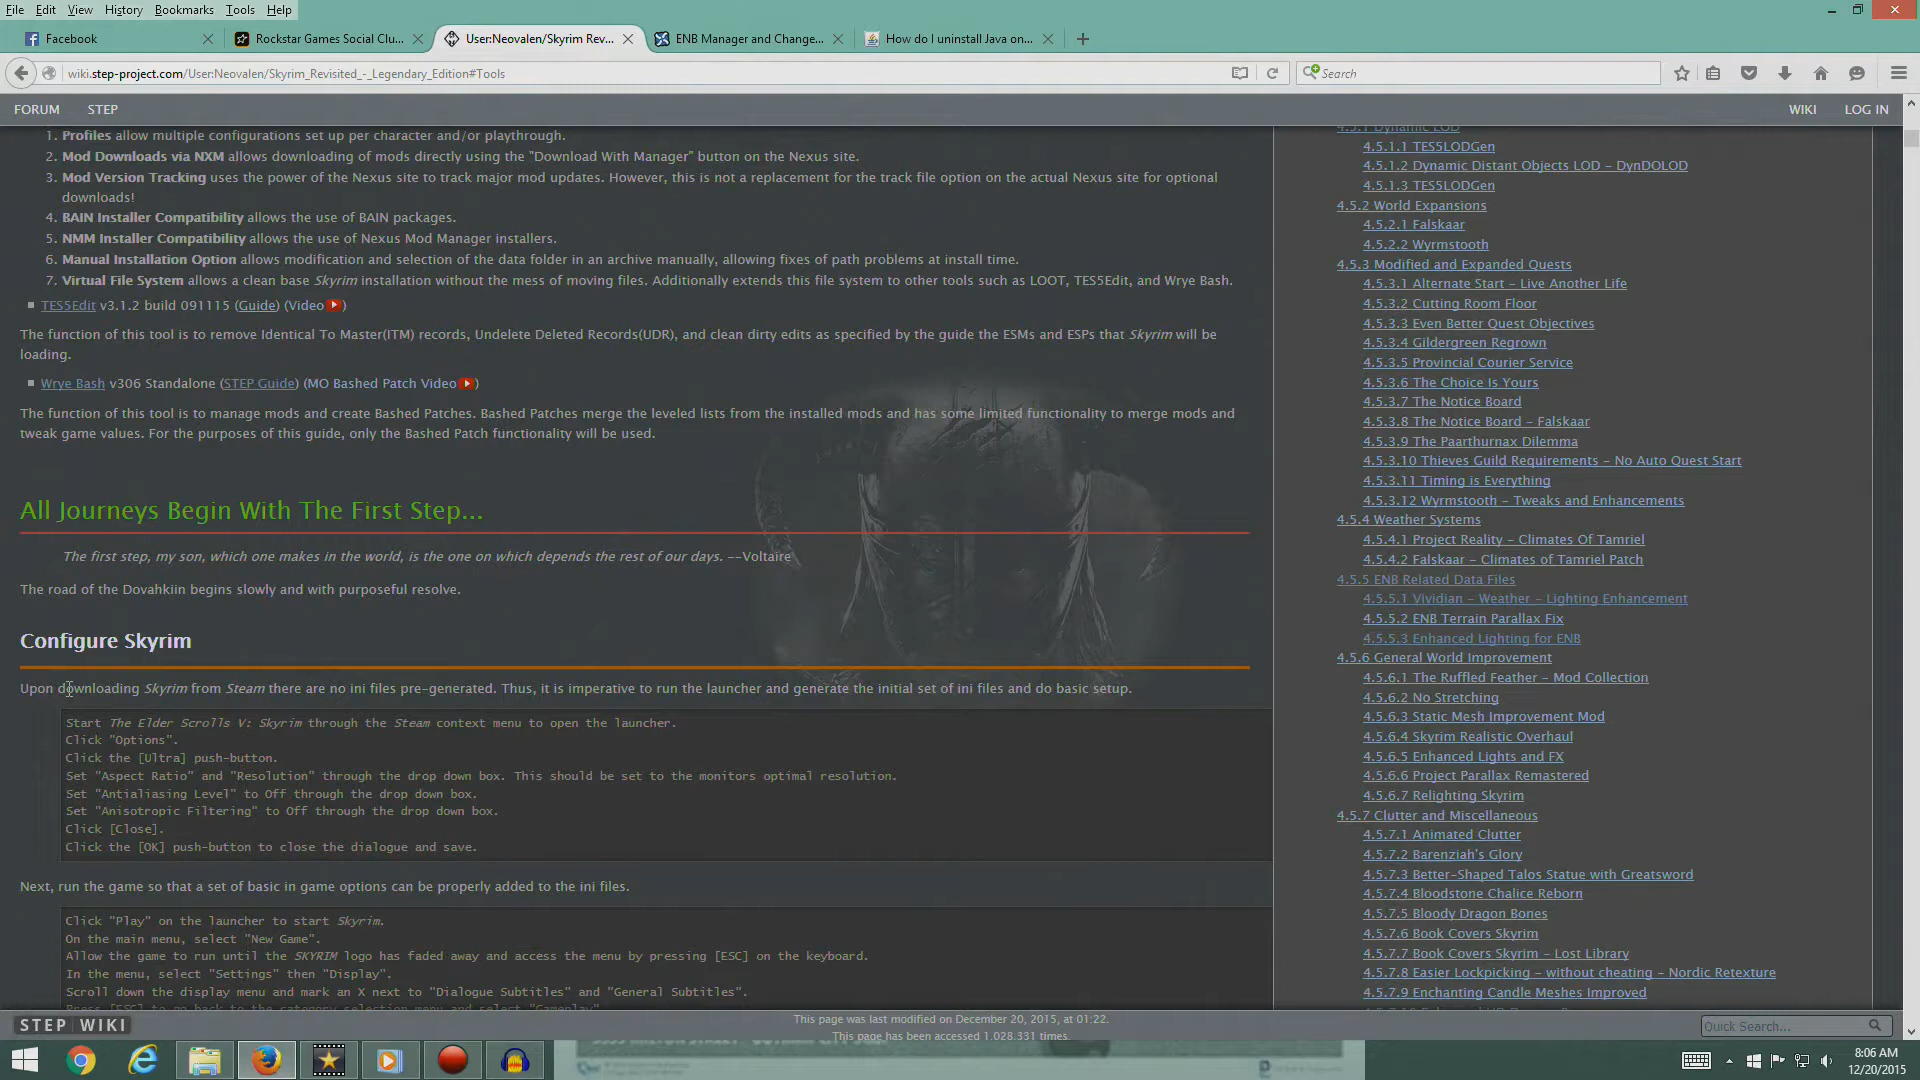 File Edit View History Bookmarks Tools Help
Facebook
Rockstar Games Social Clu...
User:Neovalen/Skyrim Rev...
ENB Manager and Change...
How do I uninstall Java on...
wiki.step-project.com/User:Neovalen/Skyrim_Revisited_-_Legendary_Edition#Tools
Search
FORUM STEP
WIKI LOG IN
1. Profiles allow multiple configurations set up per character and/or playthrough.
2. Mod Downloads via NXM allows downloading of mods directly using the "Download With Manager" button on the Nexus site.
3. Mod Version Tracking uses the power of the Nexus site to track major mod updates. However, this is not a replacement for the track file option on the actual Nexus site for optional
downloads!
4. BAIN Installer Compatibility allows the use of BAIN packages.
5. NMM Installer Compatibility allows the use of Nexus Mod Manager installers.
6. Manual Installation Option allows modification and selection of the data folder in an archive manually, allowing fixes of path problems at install time.
7. Virtual File System allows a clean base Skyrim installation without the mess of moving files. Additionally extends this file system to other tools such as LOOT, TES5Edit, and Wrye Bash.
TES5Edit v3.1.2 build 091115 (Guide) (Video)
The function of this tool is to remove Identical To Master(ITM) records, Undelete Deleted Records(UDR), and clean dirty edits as specified by the guide the ESMs and ESPs that Skyrim will be
loading.
Wrye Bash v306 Standalone (STEP Guide) (MO Bashed Patch Video)
The function of this tool is to manage mods and create Bashed Patches. Bashed Patches merge the leveled lists from the installed mods and has some limited functionality to merge mods and
tweak game values. For the purposes of this guide, only the Bashed Patch functionality will be used.
All Journeys Begin With The First Step...
The first step, my son, which one makes in the world, is the one on which depends the rest of our days. --Voltaire
The road of the Dovahkiin begins slowly and with purposeful resolve.
Configure Skyrim
Upon downloading Skyrim from Steam there are no ini files pre-generated. Thus, it is imperative to run the launcher and generate the initial set of ini files and do basic setup.
Start The Elder Scrolls V: Skyrim through the Steam context menu to open the launcher.
Click "Options".
Click the [Ultra] push-button.
Set "Aspect Ratio" and "Resolution" through the drop down box. This should be set to the monitors optimal resolution.
Set "Antialiasing Level" to Off through the drop down box.
Set "Anisotropic Filtering" to Off through the drop down box.
Click [Close].
Click the [OK] push-button to close the dialogue and save.
Next, run the game so that a set of basic in game options can be properly added to the ini files.
Click "Play" on the launcher to start Skyrim.
On the main menu, select "New Game".
Allow the game to run until the SKYRIM logo has faded away and access the menu by pressing [ESC] on the keyboard.
In the menu, select "Settings" then "Display".
Scroll down the display menu and mark an X next to "Dialogue Subtitles" and "General Subtitles".
Press [ESC] to go back to the category selection menu and select "Gameplay".
4.5.1 Dynamic LOD
4.5.1.1 TES5LODGen
4.5.1.2 Dynamic Distant Objects LOD – DynDOLOD
4.5.1.3 TES5LODGen
4.5.2 World Expansions
4.5.2.1 Falskaar
4.5.2.2 Wyrmstooth
4.5.3 Modified and Expanded Quests
4.5.3.1 Alternate Start – Live Another Life
4.5.3.2 Cutting Room Floor
4.5.3.3 Even Better Quest Objectives
4.5.3.4 Gildergreen Regrown
4.5.3.5 Provincial Courier Service
4.5.3.6 The Choice Is Yours
4.5.3.7 The Notice Board
4.5.3.8 The Notice Board – Falskaar
4.5.3.9 The Paarthurnax Dilemma
4.5.3.10 Thieves Guild Requirements – No Auto Quest Start
4.5.3.11 Timing is Everything
4.5.3.12 Wyrmstooth – Tweaks and Enhancements
4.5.4 Weather Systems
4.5.4.1 Project Reality – Climates Of Tamriel
4.5.4.2 Falskaar – Climates of Tamriel Patch
4.5.5 ENB Related Data Files
4.5.5.1 Vividian – Weather – Lighting Enhancement
4.5.5.2 ENB Terrain Parallax Fix
4.5.5.3 Enhanced Lighting for ENB
4.5.6 General World Improvement
4.5.6.1 The Ruffled Feather – Mod Collection
4.5.6.2 No Stretching
4.5.6.3 Static Mesh Improvement Mod
4.5.6.4 Skyrim Realistic Overhaul
4.5.6.5 Enhanced Lights and FX
4.5.6.6 Project Parallax Remastered
4.5.6.7 Relighting Skyrim
4.5.7 Clutter and Miscellaneous
4.5.7.1 Animated Clutter
4.5.7.2 Barenziah's Glory
4.5.7.3 Better-Shaped Talos Statue with Greatsword
4.5.7.4 Bloodstone Chalice Reborn
4.5.7.5 Bloody Dragon Bones
4.5.7.6 Book Covers Skyrim
4.5.7.7 Book Covers Skyrim – Lost Library
4.5.7.8 Easier Lockpicking – without cheating – Nordic Retexture
4.5.7.9 Enchanting Candle Meshes Improved
STEP WIKI
This page was last modified on December 20, 2015, at 01:22.
This page has been accessed 1,028,331 times.
Quick Search...
8:06 AM
12/20/2015